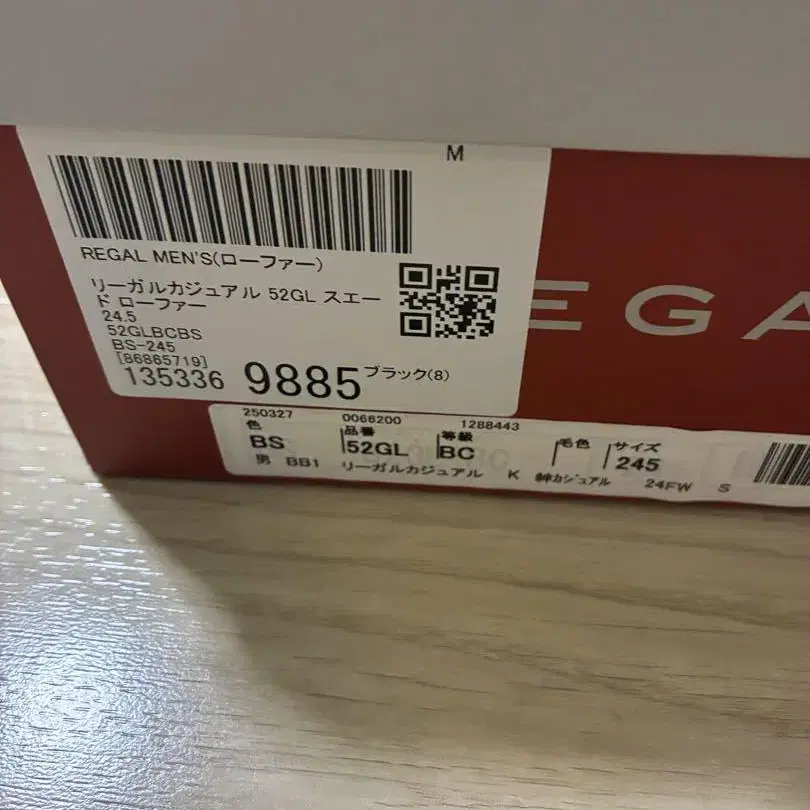 M
REGAL MEN'S(ローファー)
リーガルカジュアル 52GL スエー
ド ローファー
24.5
52GLBCBS
BS-245
[86865719]
135336 9885 ブラック(8)
EGA
250327 0066200 1288443
色 品番 等級 毛色 サイズ
BS 52GL BC 245
男 BB1 リーガルカジュアル K 紳カジュアル 24FW S